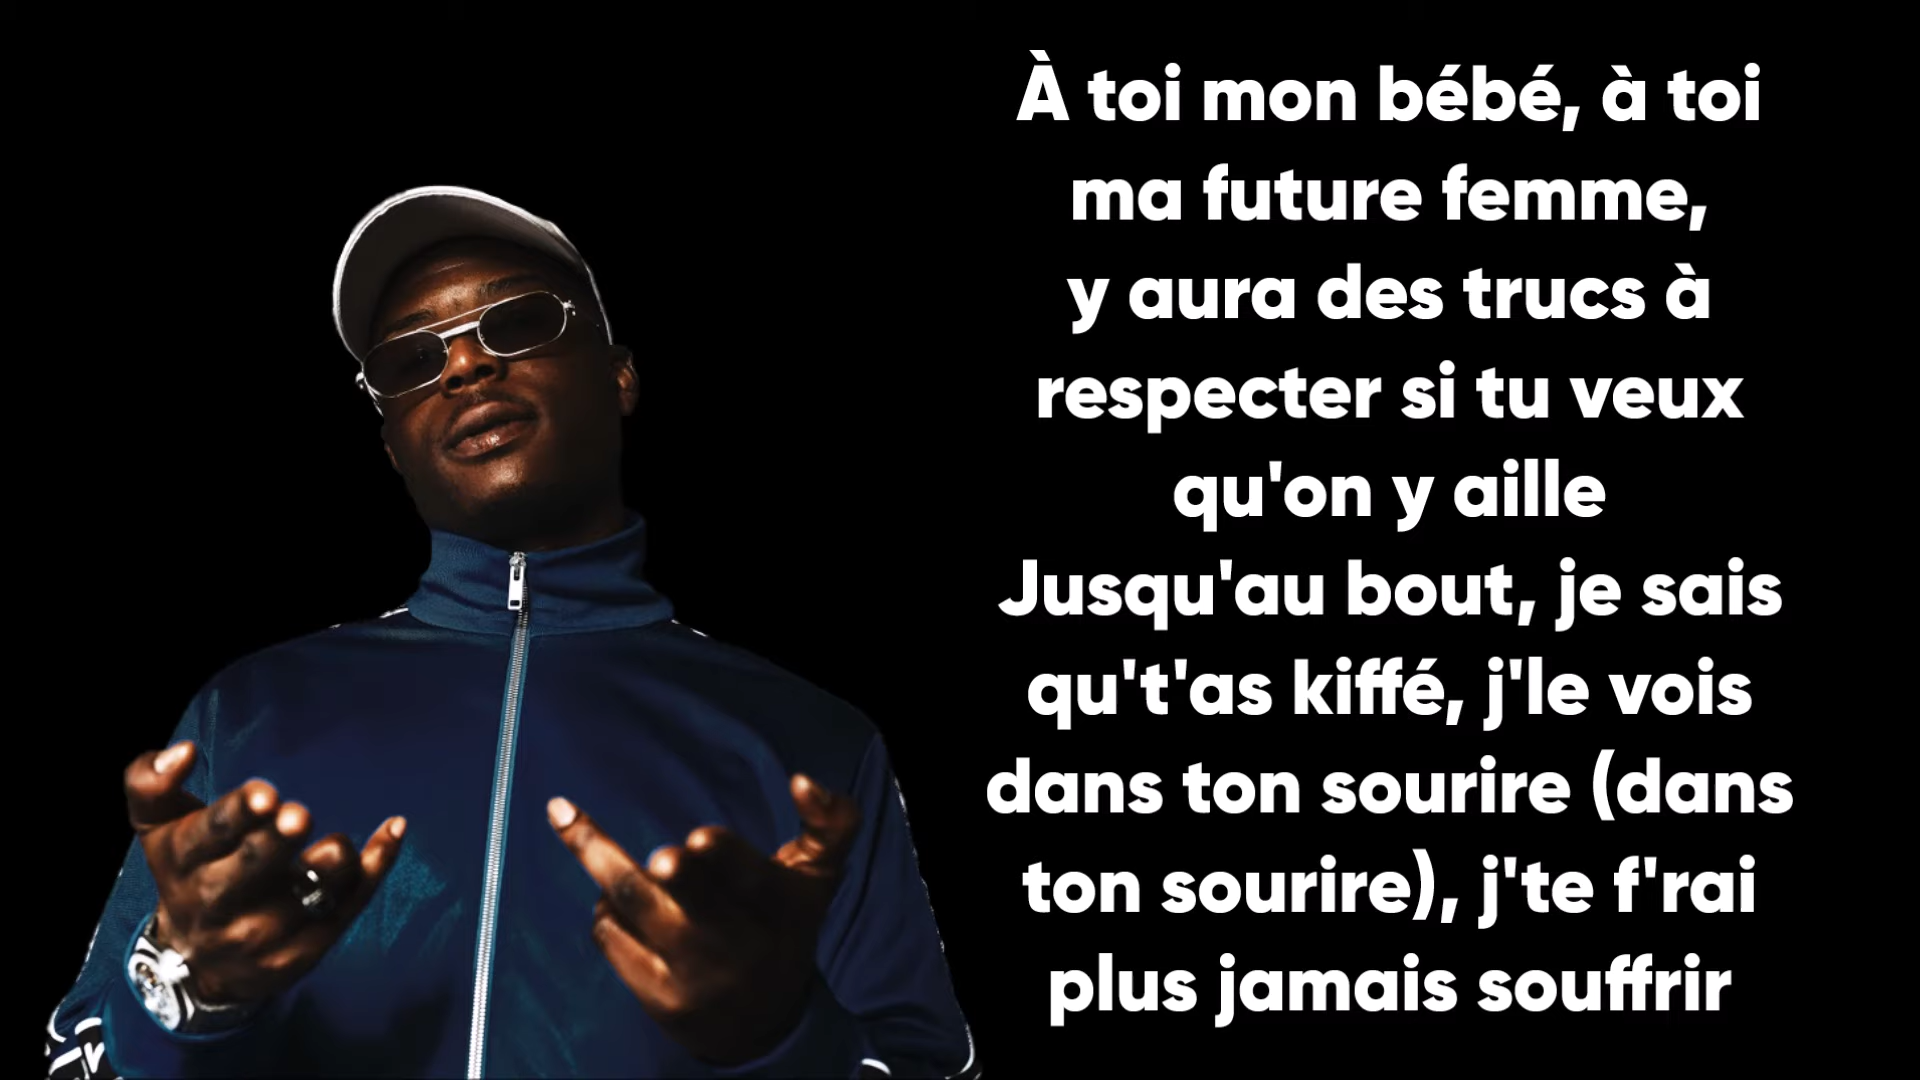 À toi mon bébé, à toi
ma future femme,
y aura des trucs à
respecter si tu veux
qu'on y aille
Jusqu'au bout, je sais
qu't'as kiffé, j'le vois
dans ton sourire (dans
ton sourire), j'te f'rai
plus jamais souffrir